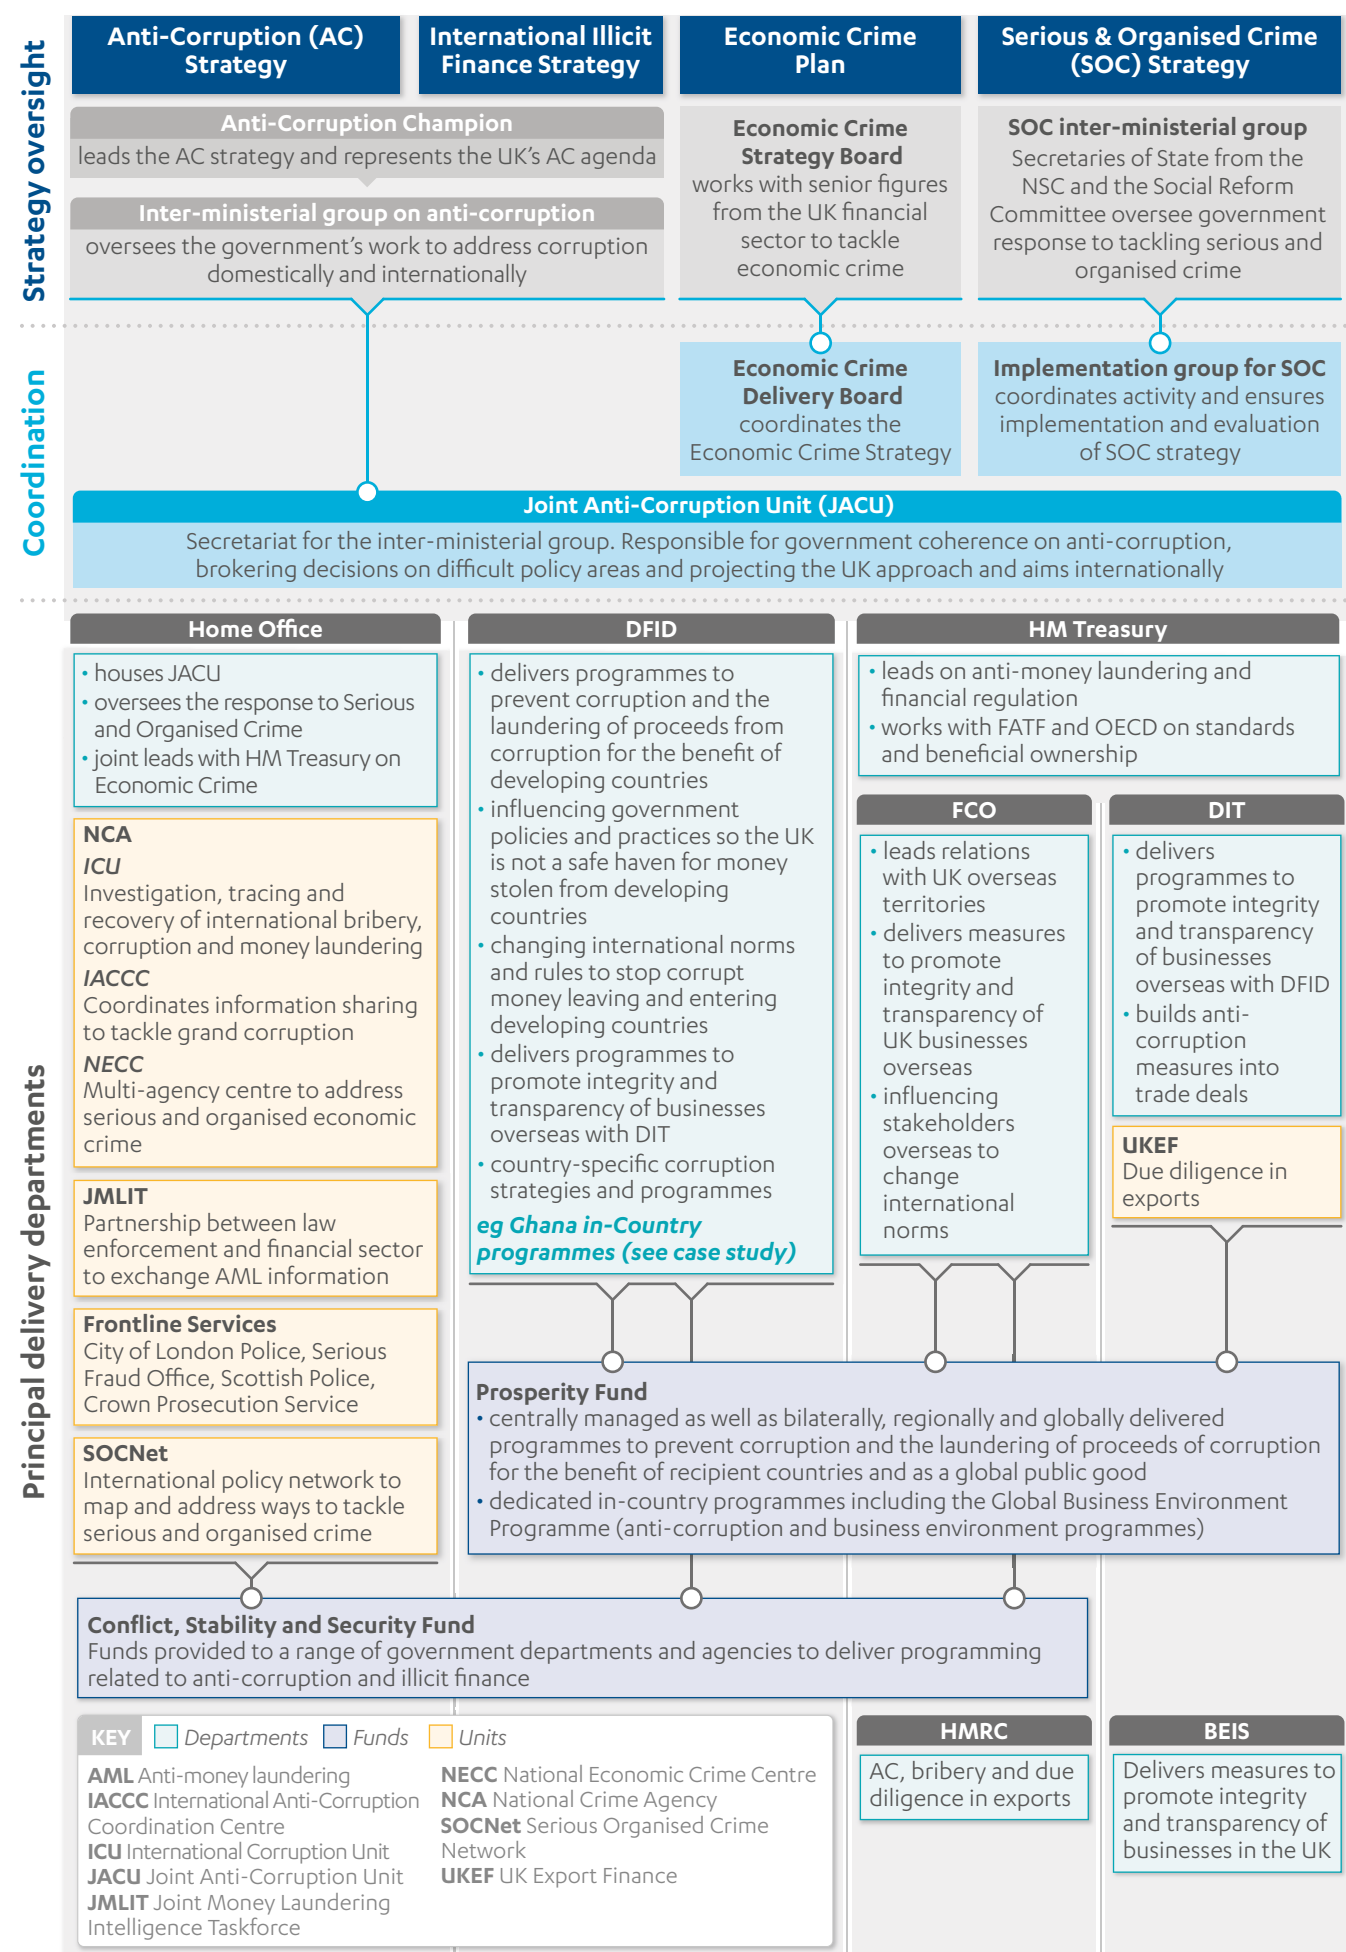 Strategy oversight
Anti-Corruption (AC)
Strategy
International Illicit
Finance Strategy
Economic Crime
Plan
Serious & Organised Crime
(SOC) Strategy
Anti-Corruption Champion
leads the AC strategy and represents the UK's AC agenda
Inter-ministerial group on anti-corruption
oversees the government's work to address corruption
domestically and internationally
Economic Crime
Strategy Board
works with senior figures
from the UK financial
sector to tackle
economic crime
SOC inter-ministerial group
Secretaries of State from the
NSC and the Social Reform
Committee oversee government
response to tackling serious and
organised crime
Coordination
Economic Crime
Delivery Board
coordinates the
Economic Crime Strategy
Implementation group for SOC
coordinates activity and ensures
implementation and evaluation
of SOC strategy
Joint Anti-Corruption Unit (JACU)
Secretariat for the inter-ministerial group. Responsible for government coherence on anti-corruption,
brokering decisions on difficult policy areas and projecting the UK approach and aims internationally
Principal delivery departments
Home Office
• houses JACU
• oversees the response to Serious
and Organised Crime
• joint leads with HM Treasury on
Economic Crime
NCA
ICU
Investigation, tracing and
recovery of international bribery,
corruption and money laundering
IACCC
Coordinates information sharing
to tackle grand corruption
NECC
Multi-agency centre to address
serious and organised economic
crime
JMLIT
Partnership between law
enforcement and financial sector
to exchange AML information
Frontline Services
City of London Police, Serious
Fraud Office, Scottish Police,
Crown Prosecution Service
SOCNet
International policy network to
map and address ways to tackle
serious and organised crime
DFID
• delivers programmes to
prevent corruption and the
laundering of proceeds from
corruption for the benefit of
developing countries
• influencing government
policies and practices so the UK
is not a safe haven for money
stolen from developing
countries
• changing international norms
and rules to stop corrupt
money leaving and entering
developing countries
• delivers programmes to
promote integrity and
transparency of businesses
overseas with DIT
• country-specific corruption
strategies and programmes
eg Ghana in-Country
programmes (see case study)
HM Treasury
• leads on anti-money laundering and
financial regulation
• works with FATF and OECD on standards
and beneficial ownership
FCO
• leads relations
with UK overseas
territories
• delivers measures
to promote
integrity and
transparency of
UK businesses
overseas
• influencing
stakeholders
overseas to
change
international
norms
DIT
• delivers
programmes to
promote integrity
and transparency
of businesses
overseas with DFID
• builds anti-
corruption
measures into
trade deals
UKEF
Due diligence in
exports
Prosperity Fund
• centrally managed as well as bilaterally, regionally and globally delivered
programmes to prevent corruption and the laundering of proceeds of corruption
for the benefit of recipient countries and as a global public good
• dedicated in-country programmes including the Global Business Environment
Programme (anti-corruption and business environment programmes)
Conflict, Stability and Security Fund
Funds provided to a range of government departments and agencies to deliver programming
related to anti-corruption and illicit finance
KEY Departments Funds Units
AML Anti-money laundering
IACCC International Anti-Corruption
Coordination Centre
ICU International Corruption Unit
JACU Joint Anti-Corruption Unit
JMLIT Joint Money Laundering
Intelligence Taskforce
NECC National Economic Crime Centre
NCA National Crime Agency
SOCNet Serious Organised Crime
Network
UKEF UK Export Finance
HMRC
AC, bribery and due
diligence in exports
BEIS
Delivers measures to
promote integrity
and transparency of
businesses in the UK